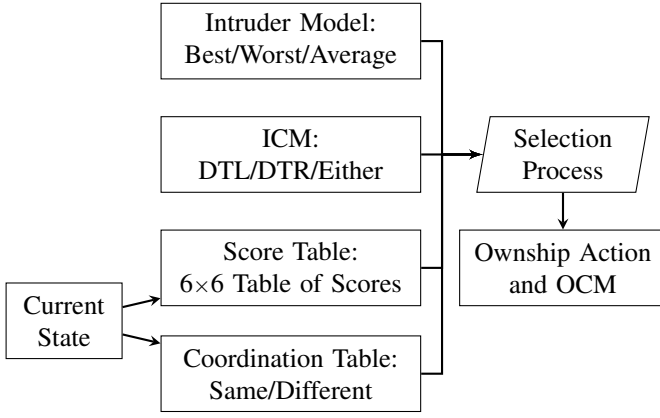 Intruder Model:
Best/Worst/Average
ICM:
DTL/DTR/Either
Selection
Process
Score Table:
6×6 Table of Scores
Ownship Action
and OCM
Current
State
Coordination Table:
Same/Different